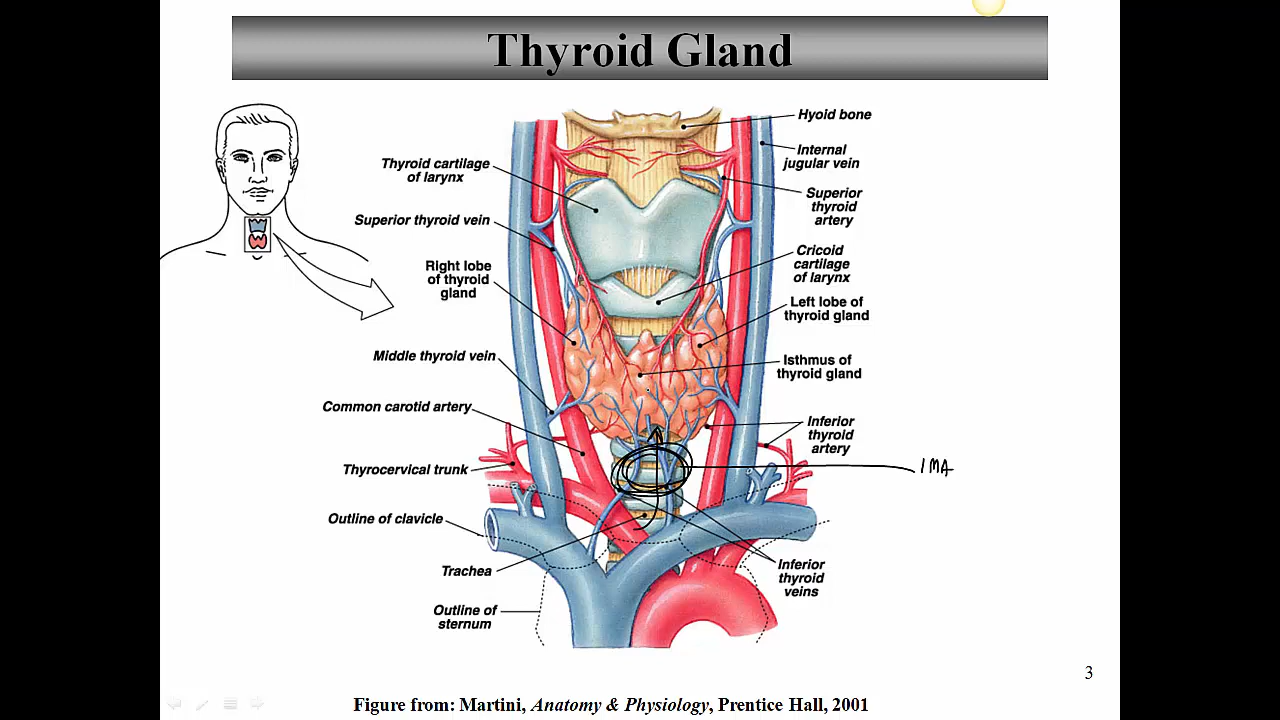 Thyroid Gland
Hyoid bone
Internal
jugular vein
Thyroid cartilage
of larynx
Superior
thyroid
artery
Superior thyroid vein
Cricoid
cartilage
of larynx
Right lobe
of thyroid
gland
Left lobe of
thyroid gland
Middle thyroid vein
Isthmus of
thyroid gland
Common carotid artery
Inferior
thyroid
artery
Thyrocervical trunk
IMA
Outline of clavicle
Trachea
Inferior
thyroid
veins
Outline of
sternum
3
Figure from: Martini, Anatomy & Physiology, Prentice Hall, 2001